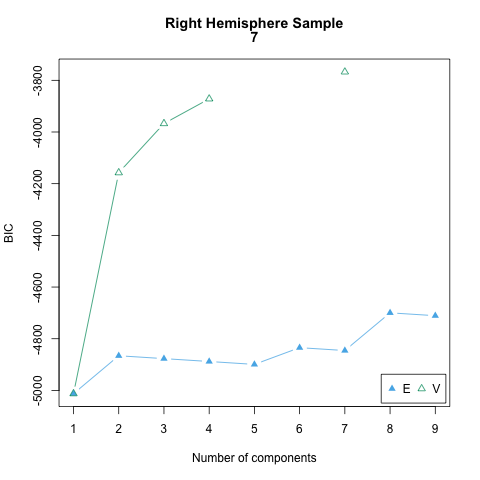 Right Hemisphere Sample
7
-3800
-4000
-4200
-4400
-4600
-4800
-5000
BIC
E V
1 2 3 4 5 6 7 8 9
Number of components